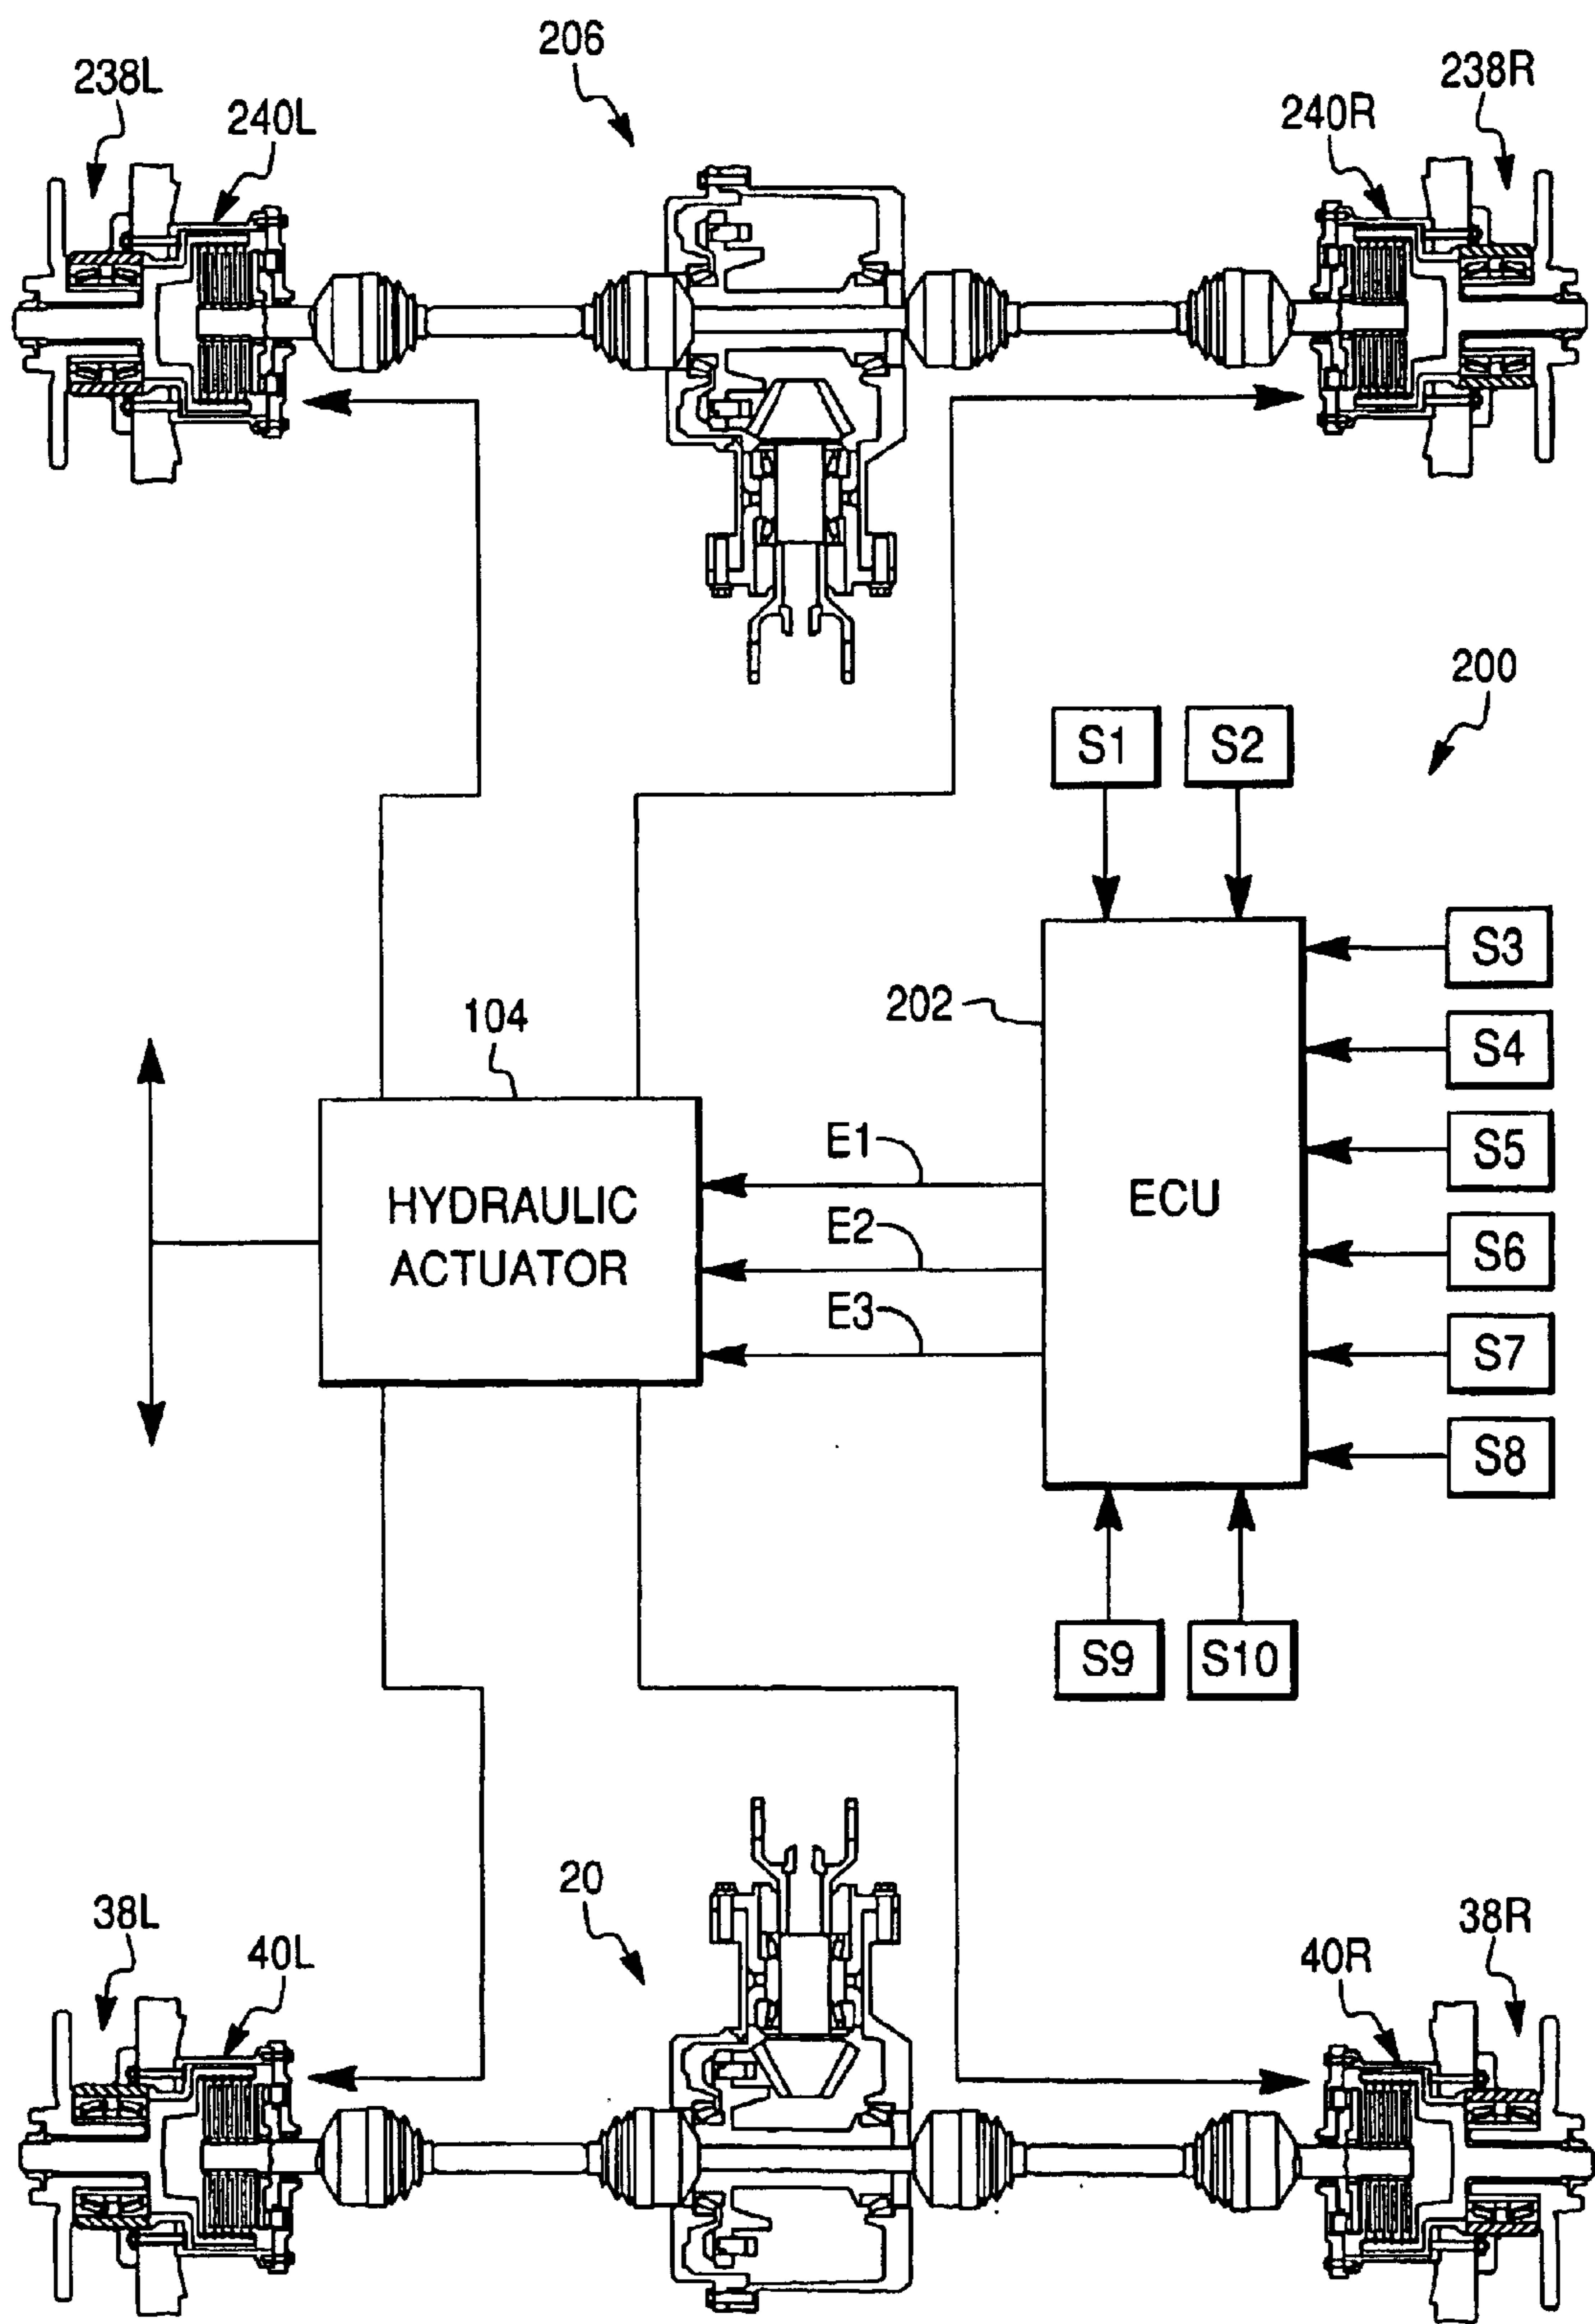 206
238L
238R
240L
240R
200
S1
S2
S3
202
104
S4
E1
S5
HYDRAULIC
ACTUATOR
ECU
E2
S6
E3
S7
S8
S9
S10
20
38L
38R
40L
40R